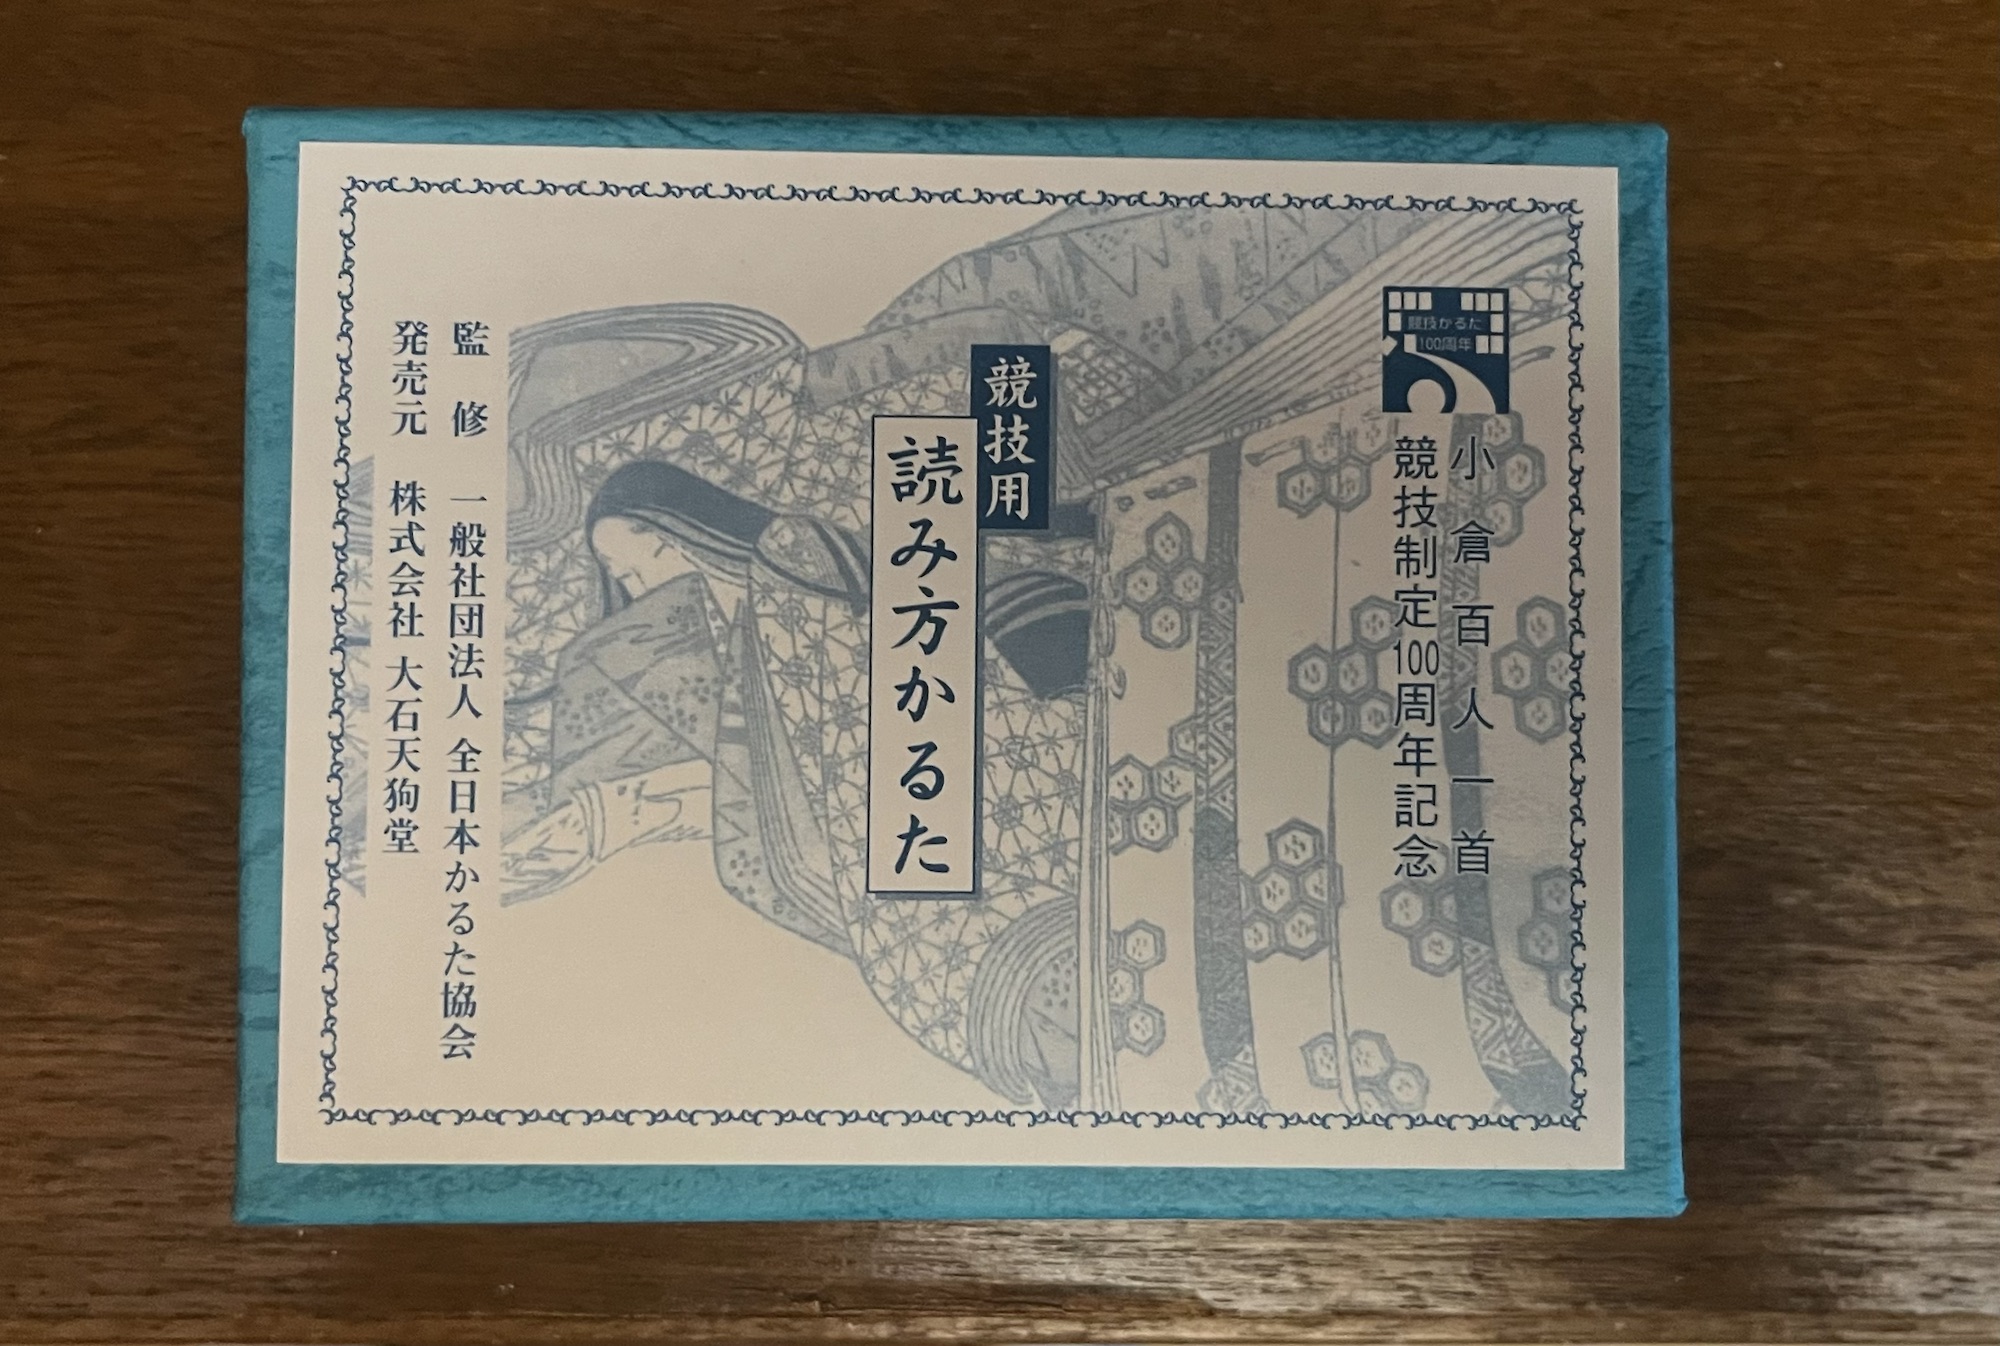 競技かるた
100周年
小倉百人一首
競技制定100周年記念
競技用
読み方かるた
監修 一般社団法人 全日本かるた協会
発売元 株式会社 大石天狗堂